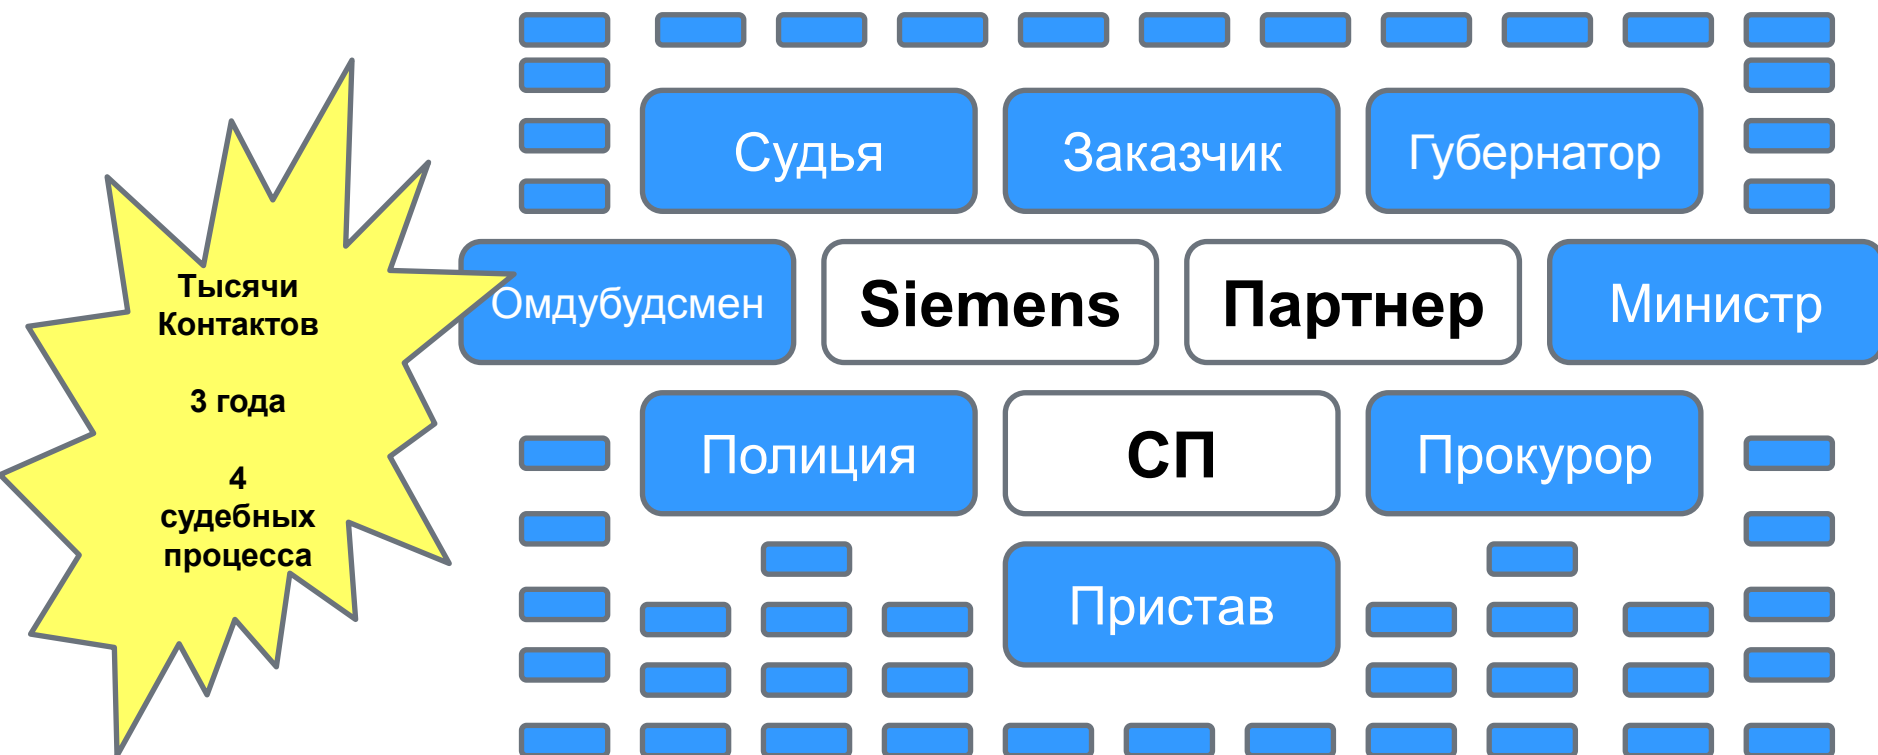 Судья
Заказчик
Губернатор
Омдубудсмен
Siemens
Партнер
Министр
Полиция
СП
Прокурор
Пристав
Тысячи
Контактов
3 года
4
судебных
процесса